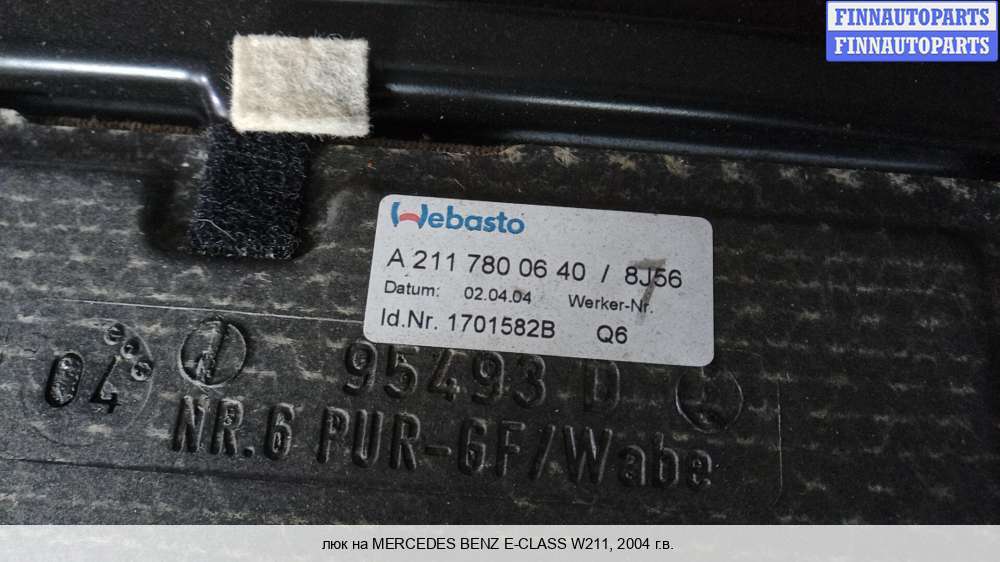 FINNAUTOPARTS
FINNAUTOPARTS
Webasto
A 211 780 06 40 / 8J56
Datum: 02.04.04 Werker-Nr.
Id.Nr. 1701582B Q6
95493 D
04
NR.6 PUR-GF/Wabe
люк на MERCEDES BENZ E-CLASS W211, 2004 г.в.